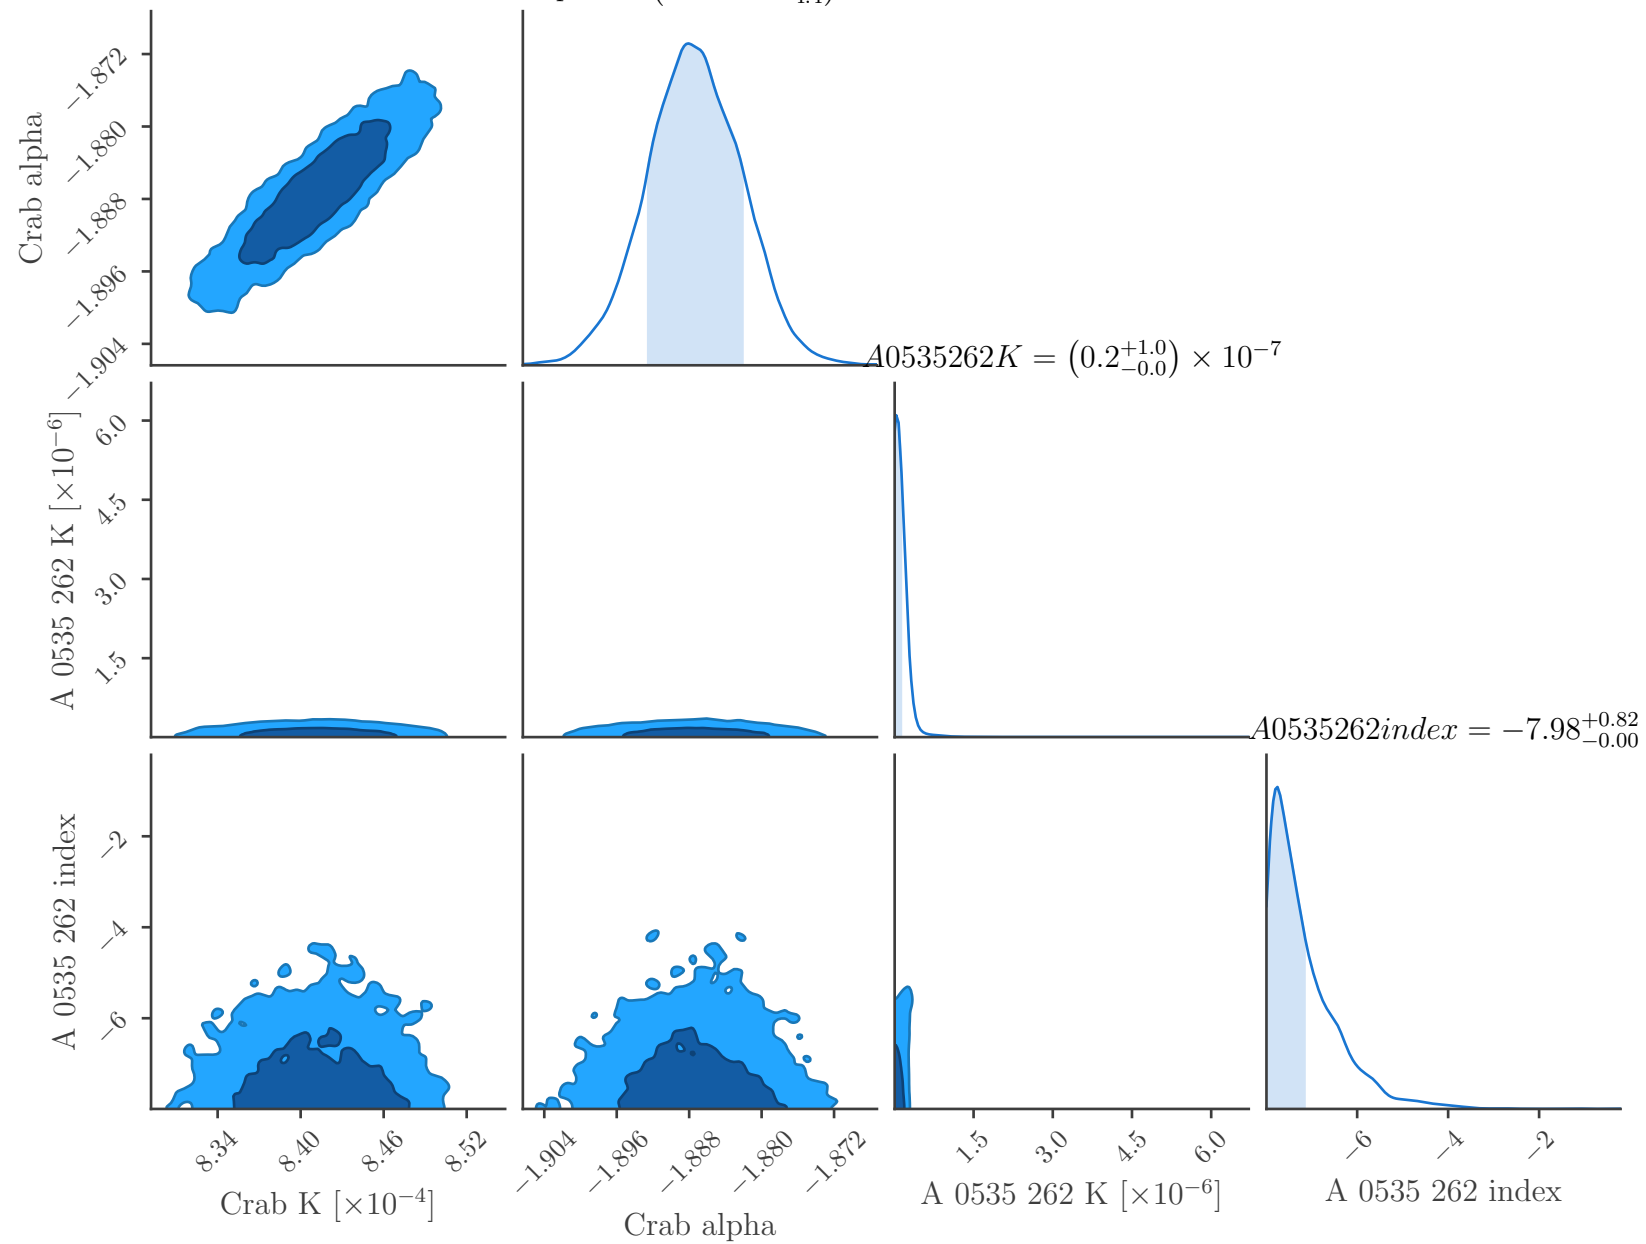 Crab alpha
−1.872
−1.880
−1.888
−1.896
−1.904
A0535262K = (0.2^{+1.0}_{−0.0}) × 10^{−7}
A 0535 262 K [×10^{−6}]
6.0
4.5
3.0
1.5
A0535262index = −7.98^{+0.82}_{−0.00}
A 0535 262 index
−2
−4
−6
8.34 8.40 8.46 8.52
−1.904 −1.896 −1.888 −1.880 −1.872
1.5 3.0 4.5 6.0
−6 −4 −2
Crab K [×10^{−4}]
Crab alpha
A 0535 262 K [×10^{−6}]
A 0535 262 index